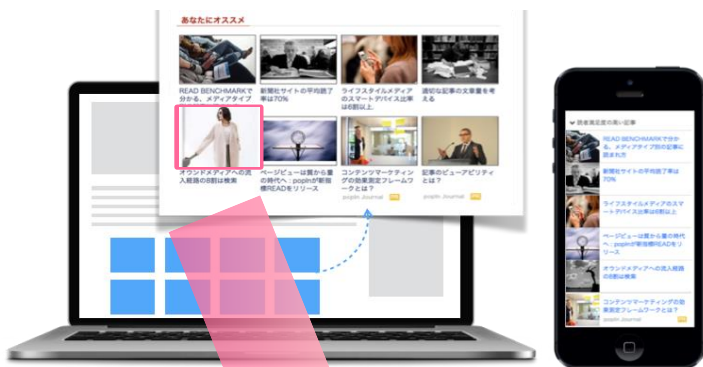 あなたにオススメ
READ BENCHMARKで
分かる、メディアタイプ
新聞社サイトの平均読了
率は70%
ライフスタイルメディア
のスマートデバイス比率
は6割以上
適切な記事の文章量を考
える
オウンドメディアへの流
入経路の8割は検索
ページビューは質から量
の時代へ:popInが新指
標READをリリース
コンテンツマーケティン
グの効果測定フレームワ
ークとは?
popIn Journal PR
記事のビューアビリティ
とは?
popIn Journal PR
読者満足度の高い記事
READ BENCHMARKで分か
る、メディアタイプ別の記事に
読まれ方
新聞社サイトの平均読了率は
70%
ライフスタイルメディアのスマ
ートデバイス比率は6割以上
ページビューは質から量の時代
へ:popInが新指標READをリ
リース
オウンドメディアへの流入経路
の8割は検索
コンテンツマーケティングの効
果測定フレームワークとは?
popIn Journal PR